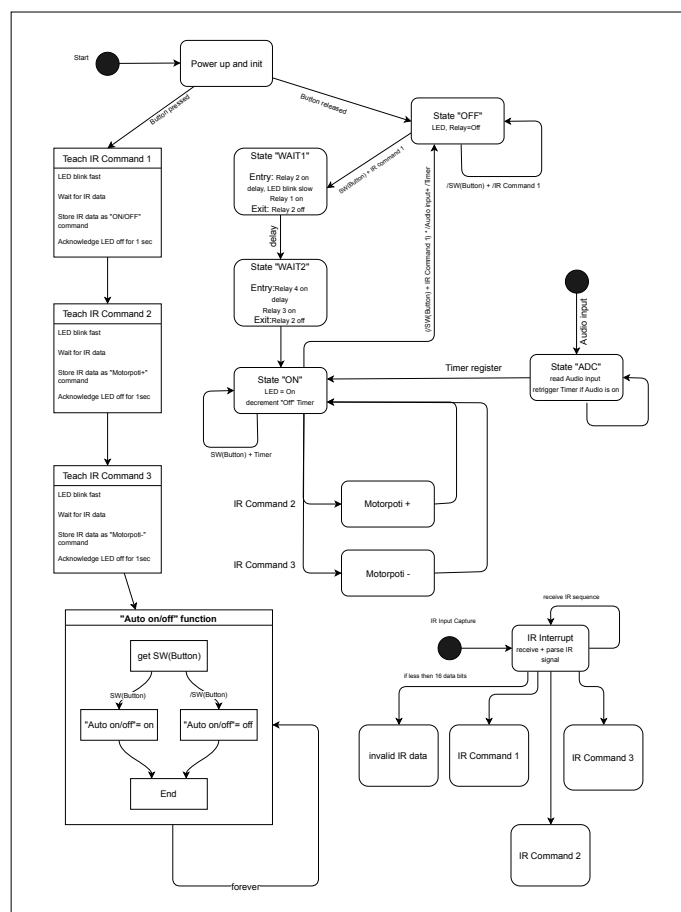 Start
Power up and init
Button pressed
Button released
State "OFF"
LED, Relay=Off
/SW(Button) + /IR Command 1
SW(Button) + IR command 1
(/SW(Button) + IR Command 1) * /Audio input+ /Timer
Teach IR Command 1
LED blink fast
Wait for IR data
Store IR data as "ON/OFF"
command
Acknowledge LED off for 1 sec
State "WAIT1"
Entry: Relay 2 on
delay, LED blink slow
Relay 1 on
Exit: Relay 2 off
delay
State "WAIT2"
Entry:Relay 4 on
delay
Relay 3 on
Exit:Relay 2 off
Teach IR Command 2
LED blink fast
Wait for IR data
Store IR data as "Motorpoti+"
command
Acknowledge LED off for 1sec
Audio input
State "ADC"
read Audio input
retrigger Timer if Audio is on
Timer register
State "ON"
LED = On
decrement "Off" Timer
SW(Button) + Timer
Teach IR Command 3
LED blink fast
Wait for IR data
Store IR data as "Motorpoti-"
command
Acknowledge LED off for 1sec
IR Command 2
Motorpoti +
IR Command 3
Motorpoti -
"Auto on/off" function
get SW(Button)
SW(Button)
/SW(Button)
"Auto on/off"= on
"Auto on/off"= off
End
forever
receive IR sequence
IR Input Capture
IR Interrupt
receive + parse IR
signal
if less then 16 data bits
invalid IR data
IR Command 1
IR Command 3
IR Command 2